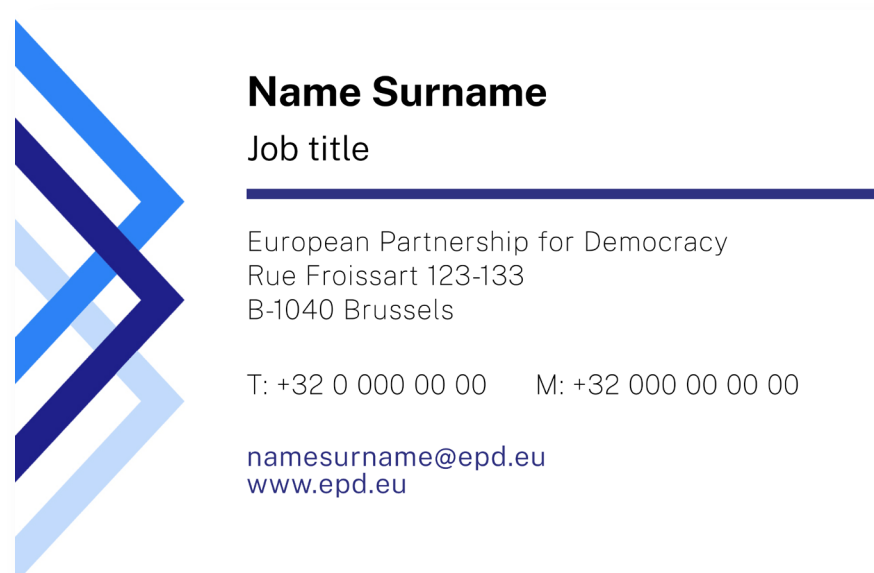 Name Surname
Job title
European Partnership for Democracy
Rue Froissart 123-133
B-1040 Brussels
T: +32 0 000 00 00 M: +32 000 00 00 00
namesurname@epd.eu
www.epd.eu